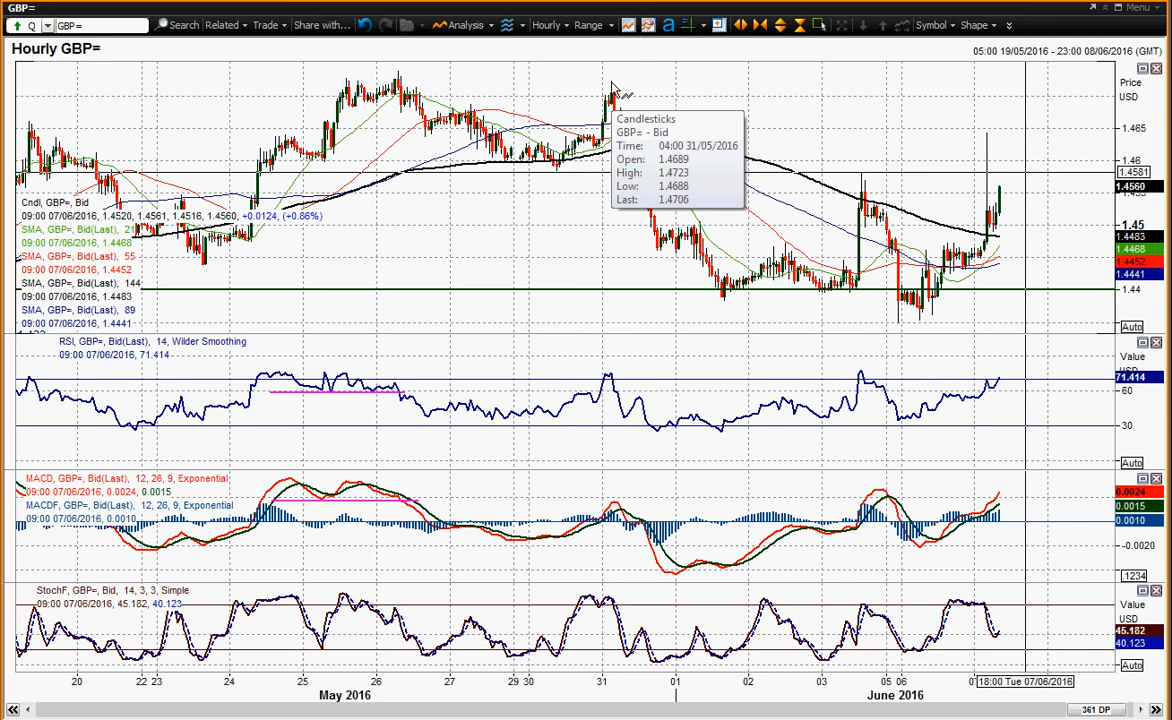 GBP=
Menu
Q GBP= Search Related Trade Share with... Analysis Hourly Range a Symbol Shape
Hourly GBP=
05:00 19/05/2016 - 23:00 08/06/2016 (GMT)
Price
USD
1.465
1.46
1.4581
1.4560
1.45
1.4483
1.4468
1.4452
1.4441
1.44
Auto
Candlesticks
GBP= - Bid
Time: 04:00 31/05/2016
Open: 1.4689
High: 1.4723
Low: 1.4688
Last: 1.4706
Cndl, GBP=, Bid
09:00 07/06/2016, 1.4520, 1.4561, 1.4516, 1.4560, +0.0124, (+0.86%)
SMA, GBP=, Bid(Last), 21
09:00 07/06/2016, 1.4468
SMA, GBP=, Bid(Last), 55
09:00 07/06/2016, 1.4452
SMA, GBP=, Bid(Last), 144
09:00 07/06/2016, 1.4483
SMA, GBP=, Bid(Last), 89
09:00 07/06/2016, 1.4441
RSI, GBP=, Bid(Last), 14, Wilder Smoothing
09:00 07/06/2016, 71.414
Value
71.414
60
30
Auto
MACD, GBP=, Bid(Last), 12, 26, 9, Exponential
09:00 07/06/2016, 0.0024, 0.0015
MACDF, GBP=, Bid(Last), 12, 26, 9, Exponential
09:00 07/06/2016, 0.0010
0.0024
0.0015
0.0010
-0.0020
1234
StochF, GBP=, Bid, 14, 3, 3, Simple
09:00 07/06/2016, 45.182, 40.123
Value
USD
45.182
40.123
Auto
20 22 23 24 25 26 27 29 30 31 01 02 03 05 06
18:00 Tue 07/06/2016
May 2016
June 2016
361 DP